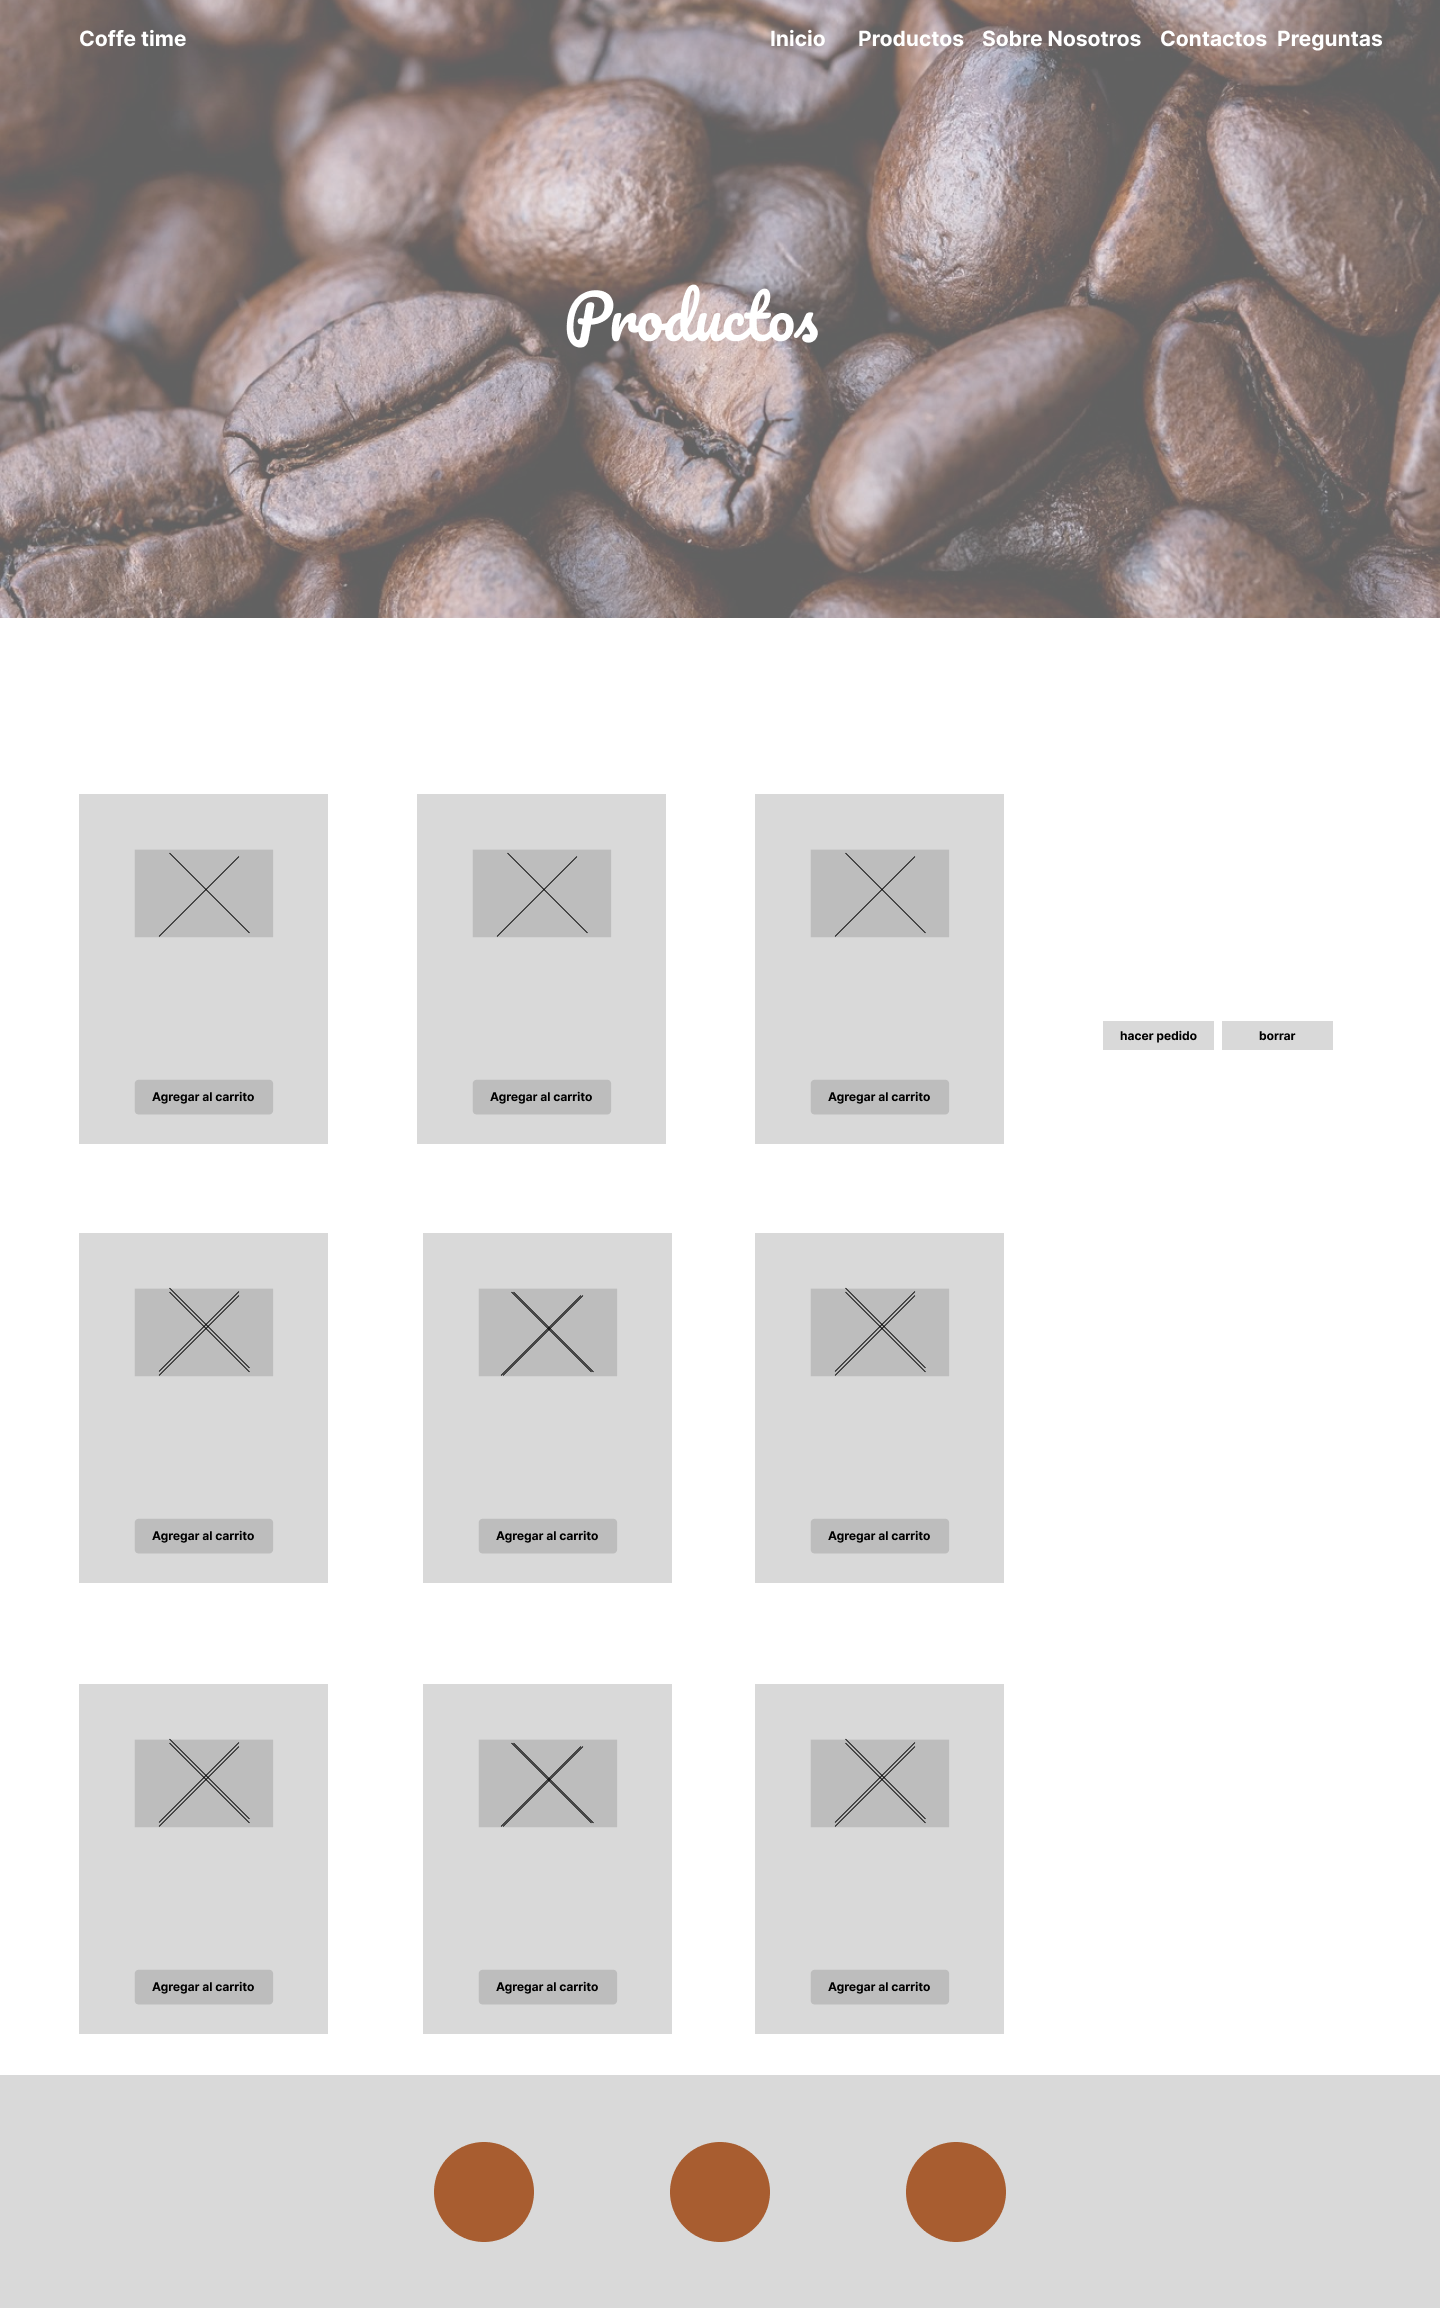 Coffe time
Inicio Productos Sobre Nosotros Contactos Preguntas
Productos
Agregar al carrito
Agregar al carrito
Agregar al carrito
hacer pedido
borrar
Agregar al carrito
Agregar al carrito
Agregar al carrito
Agregar al carrito
Agregar al carrito
Agregar al carrito